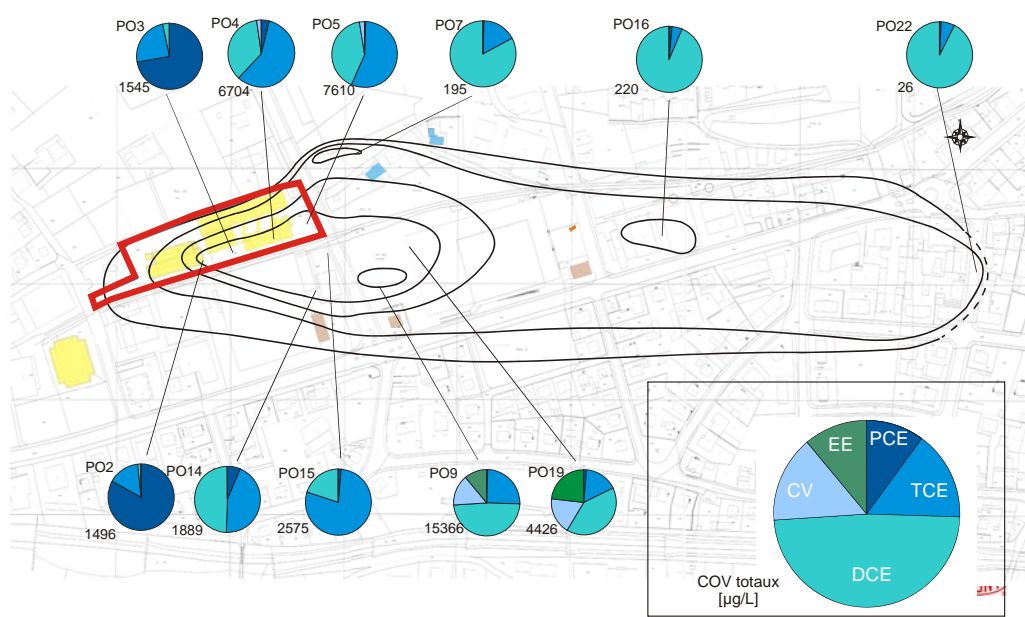 PO3
PO4
PO5
PO7
PO16
PO22
1545
6704
7610
195
220
26
PO2
PO14
PO15
PO9
PO19
1496
1889
2575
15366
4426
EE
PCE
CV
TCE
DCE
COV totaux
[µg/L]